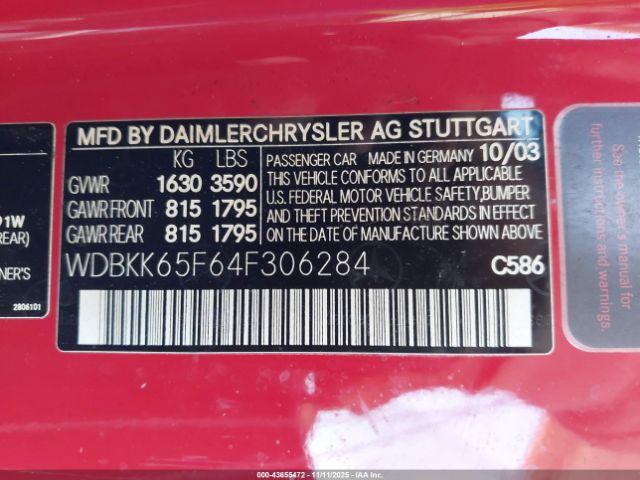 MFD BY DAIMLERCHRYSLER AG STUTTGART
KG LBS
GVWR 1630 3590
GAWR FRONT 815 1795
GAWR REAR 815 1795
PASSENGER CAR MADE IN GERMANY 10/03
THIS VEHICLE CONFORMS TO ALL APPLICABLE
U.S. FEDERAL MOTOR VEHICLE SAFETY,BUMPER
AND THEFT PREVENTION STANDARDS IN EFFECT
ON THE DATE OF MANUFACTURE SHOWN ABOVE
WDBKK65F64F306284 C586
91W
REAR)
NER'S
2806101
See the owner's manual for
further instructions and warnings.
000-43655472 11/11/2025 IAAI.COM